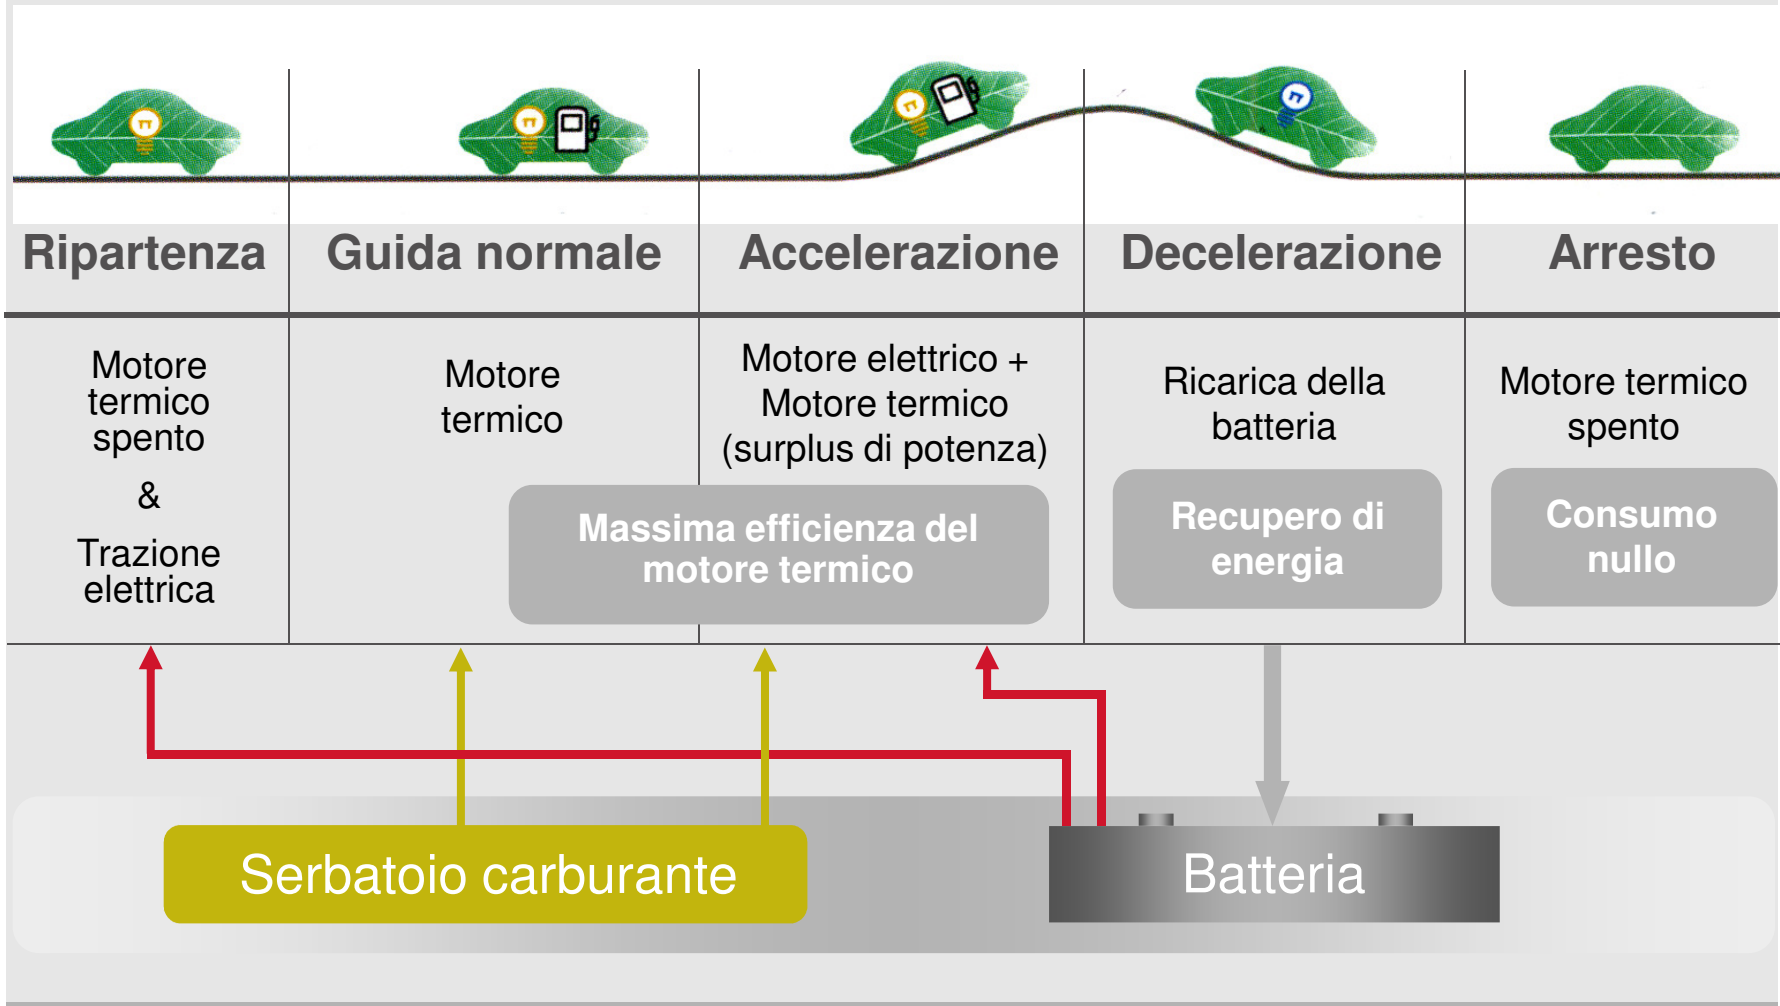 Ripartenza
Guida normale
Accelerazione
Decelerazione
Arresto
Motore
termico
spento
&
Trazione
elettrica
Motore
termico
Motore elettrico +
Motore termico
(surplus di potenza)
Massima efficienza del
motore termico
Ricarica della
batteria
Recupero di
energia
Motore termico
spento
Consumo
nullo
Serbatoio carburante
Batteria